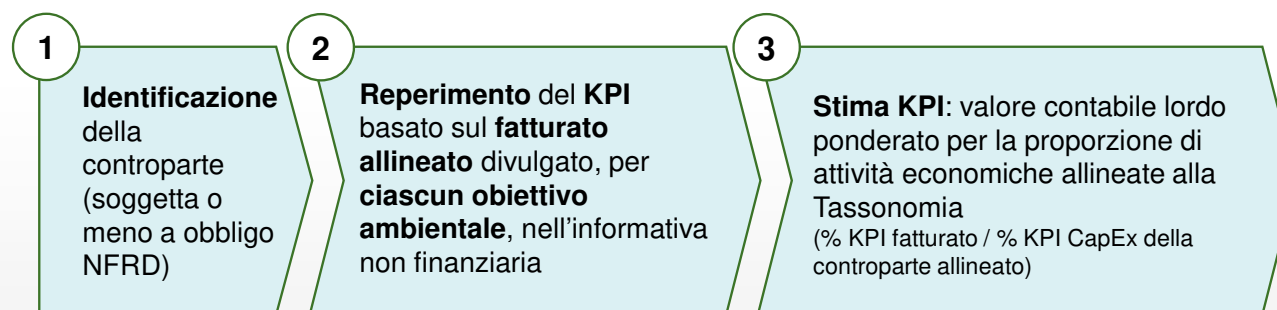 1
Identificazione
della
controparte
(soggetta o
meno a obbligo
NFRD)
2
Reperimento del KPI
basato sul fatturato
allineato divulgato, per
ciascun obiettivo
ambientale, nell'informativa
non finanziaria
3
Stima KPI: valore contabile lordo
ponderato per la proporzione di
attività economiche allineate alla
Tassonomia
(% KPI fatturato / % KPI CapEx della
controparte allineato)